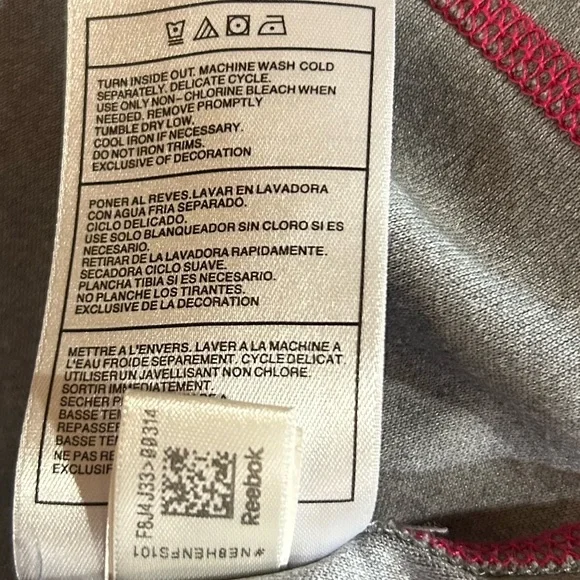 TURN INSIDE OUT. MACHINE WASH COLD
SEPARATELY. DELICATE CYCLE.
USE ONLY NON-CHLORINE BLEACH WHEN
NEEDED. REMOVE PROMPTLY
TUMBLE DRY LOW.
COOL IRON IF NECESSARY.
DO NOT IRON TRIMS.
EXCLUSIVE OF DECORATION
PONER AL REVES.LAVAR EN LAVADORA
CON AGUA FRIA SEPARADO.
CICLO DELICADO.
USE SOLO BLANQUEADOR SIN CLORO SI ES
NECESARIO.
RETIRAR DE LA LAVADORA RAPIDAMENTE.
SECADORA CICLO SUAVE.
PLANCHA TIBIA SI ES NECESARIO.
NO PLANCHE LOS TIRANTES.
EXCLUSIVE DE LA DECORATION
METTRE A L'ENVERS. LAVER A LA MACHINE A
L'EAU FROIDE SEPAREMENT. CYCLE DELICAT
UTILISER UN JAVELLISANT NON CHLORE.
SORTIR IMMEDIATEMENT.
SECHER
BASSE
REPASSER
BASSE
NE PAS
EXCLUSIF
F8J4J33>00314
Reebok
#NE8HENFS101